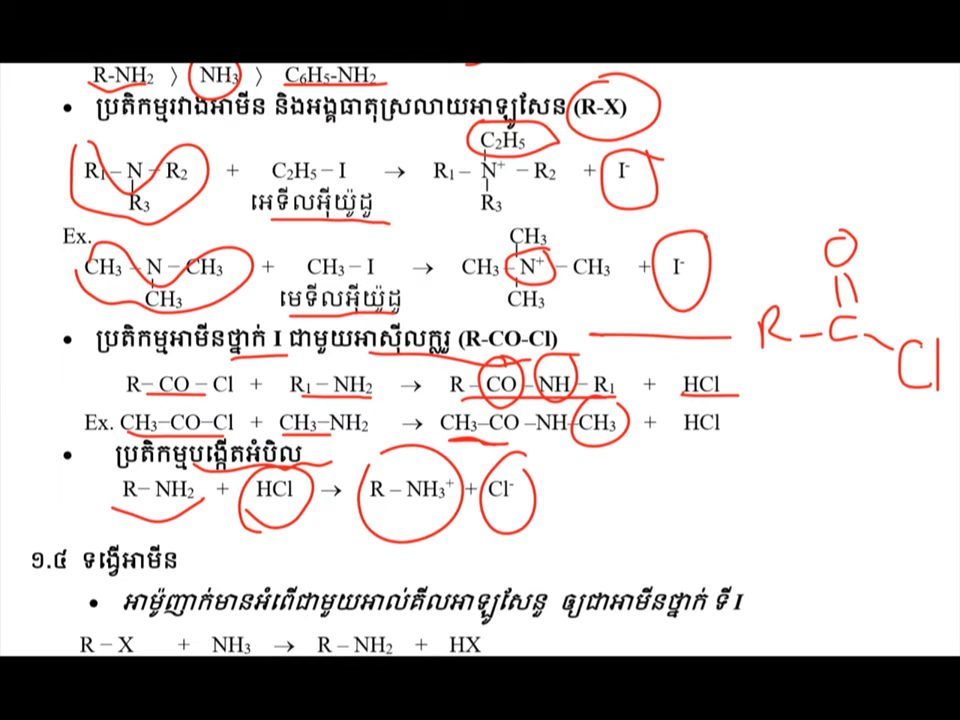 R-NH₂ 〉 NH₃ 〉 C₆H₅-NH₂
• ប្រតិកម្មរវាងអាមីន និងអង្គធាតុស្រលាយអាឡូសែន (R-X)
C₂H₅
R₁ – N – R₂ + C₂H₅ – I → R₁ – N⁺ – R₂ + I⁻
R₃ អេទីលអ៊ីយ៉ូដួ R₃
Ex. CH₃
CH₃ – N – CH₃ + CH₃ – I → CH₃ – N⁺ – CH₃ + I⁻
CH₃ មេទីលអ៊ីយ៉ូដួ CH₃
• ប្រតិកម្មអាមីនថ្នាក់ I ជាមួយអាស៊ីលក្លរួ (R-CO-Cl)
R – CO – Cl + R₁ – NH₂ → R – CO – NH – R₁ + HCl
Ex. CH₃–CO–Cl + CH₃–NH₂ → CH₃–CO –NH–CH₃ + HCl
• ប្រតិកម្មបង្កើតអំបិល
R– NH₂ + HCl → R – NH₃⁺ + Cl⁻
១.៤ ទង្វើអាមីន
• អាម៉ូញាក់មានអំពើជាមួយអាល់គីលអាឡូសែនួ ឲ្យជាអាមីនថ្នាក់ ទី I
R – X + NH₃ → R – NH₂ + HX
O
R – C
Cl